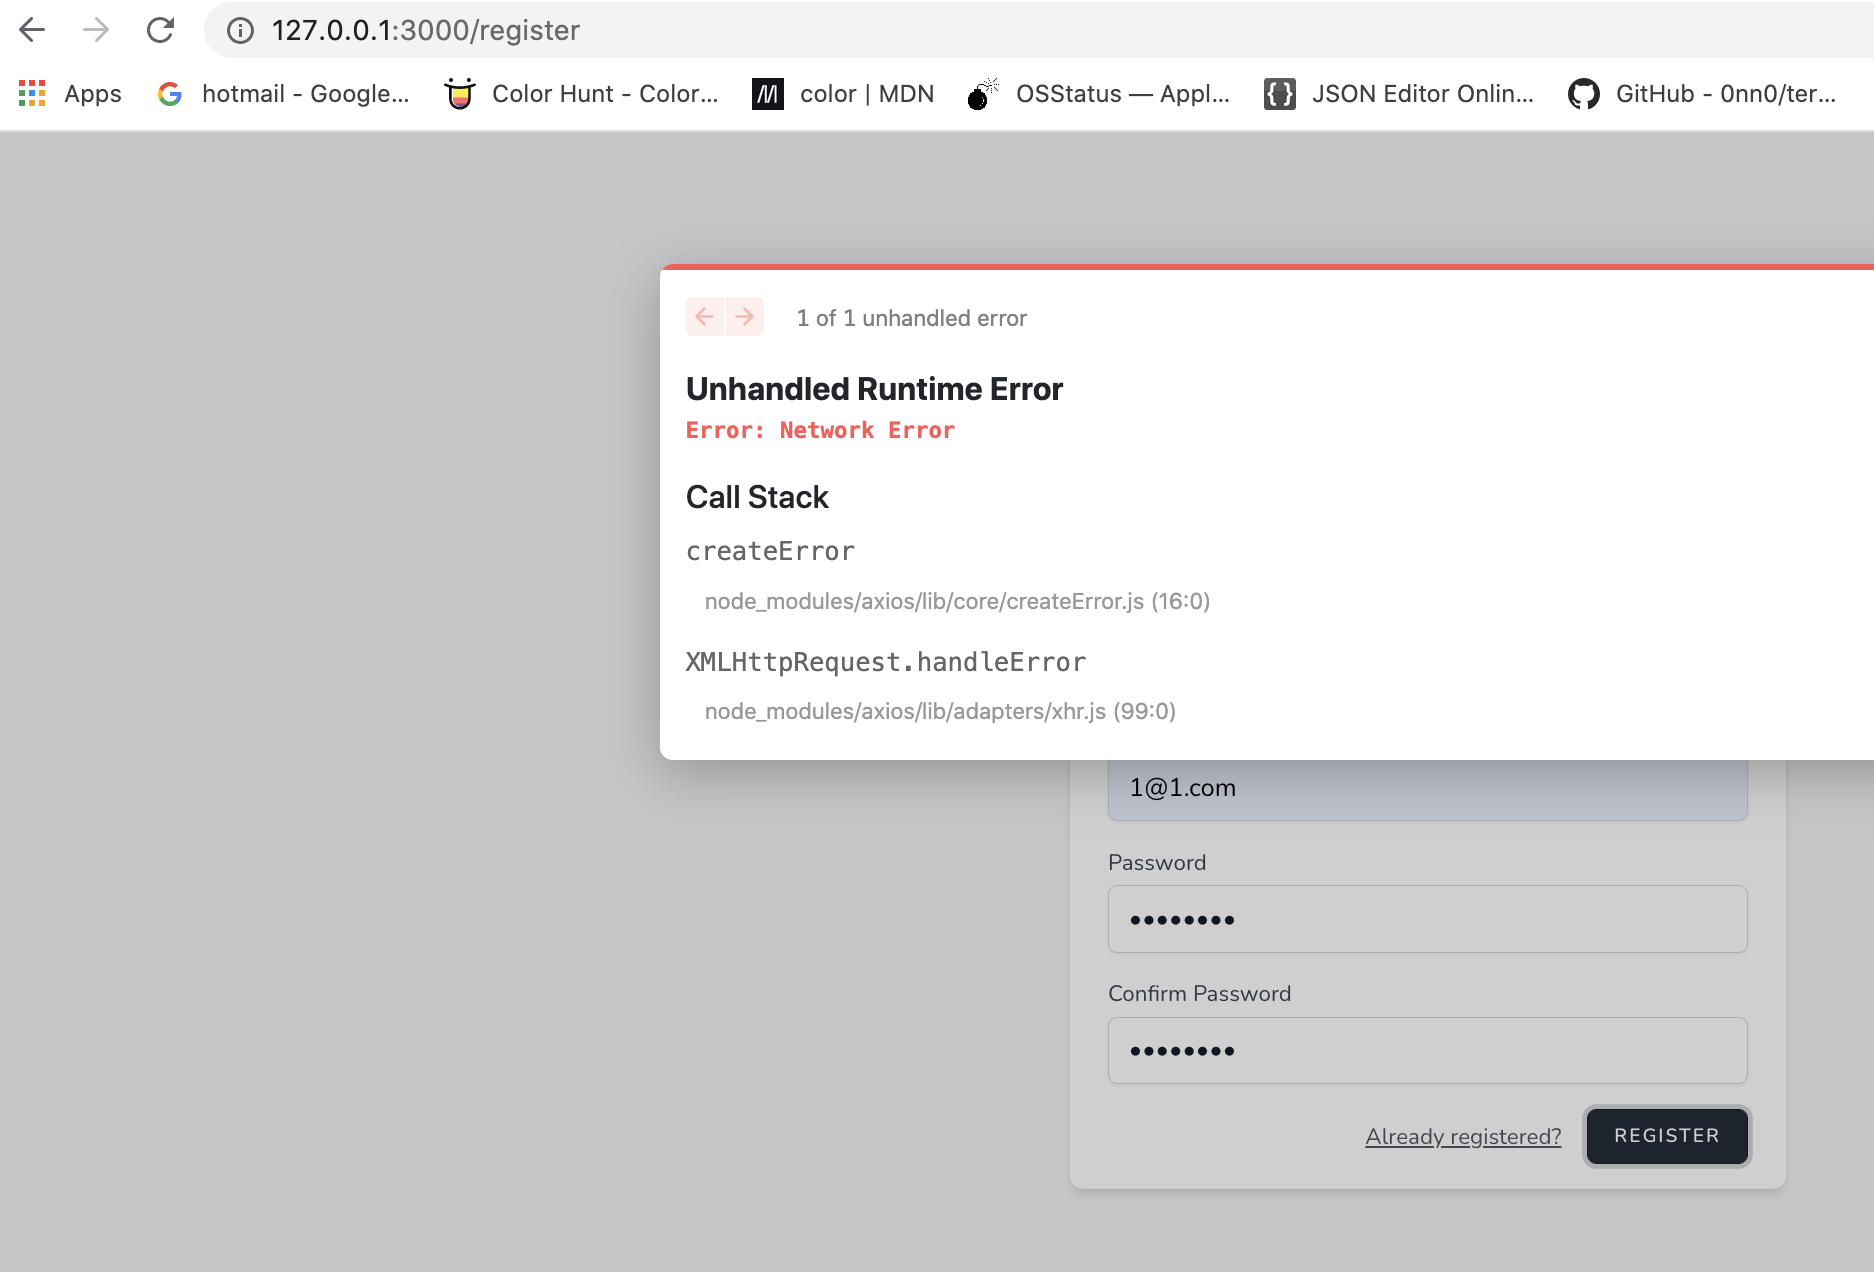 127.0.0.1:3000/register
Apps hotmail - Google... Color Hunt - Color... color | MDN OSStatus — Appl... JSON Editor Onlin... GitHub - 0nn0/ter...
1 of 1 unhandled error
Unhandled Runtime Error
Error: Network Error
Call Stack
createError
node_modules/axios/lib/core/createError.js (16:0)
XMLHttpRequest.handleError
node_modules/axios/lib/adapters/xhr.js (99:0)
1@1.com
Password
••••••••
Confirm Password
••••••••
Already registered? REGISTER